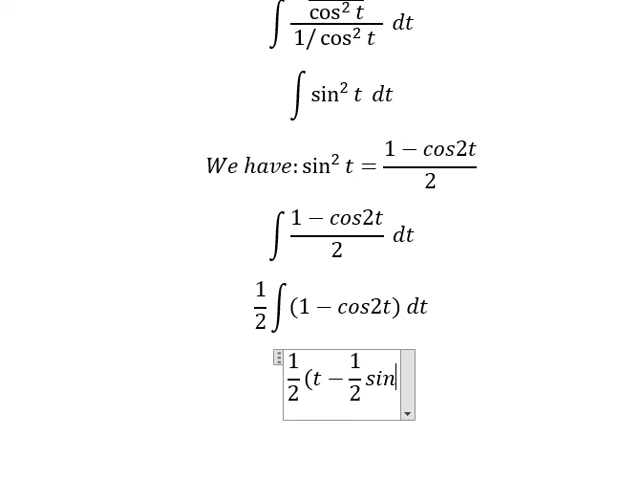 ∫ cos² t / (1/ cos² t) dt
∫ sin² t dt
We have: sin² t = (1 − cos2t)/2
∫ (1 − cos2t)/2 dt
1/2 ∫ (1 − cos2t) dt
1/2 (t − 1/2 sin